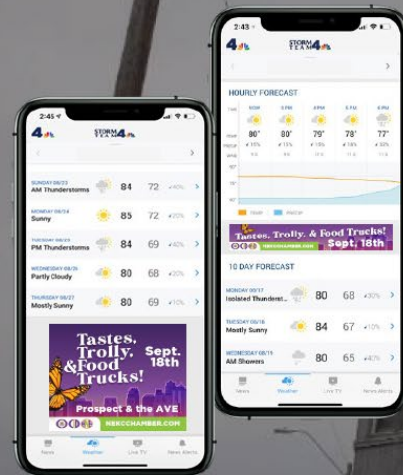 2:45
4
STORM TEAM 4
SUNDAY 08/23
AM Thunderstorms 84 72 40%
MONDAY 08/24
Sunny 85 72 20%
TUESDAY 08/25
PM Thunderstorms 84 69 40%
WEDNESDAY 08/26
Partly Cloudy 80 68 20%
THURSDAY 08/27
Mostly Sunny 80 69 10%
Tastes,
Trolly,
&Food
Trucks!
Sept.
18th
Prospect & the AVE
NEKCCHAMBER.COM
News Weather Live TV News Alerts
2:43
4
STORM TEAM 4
HOURLY FORECAST
80° 80° 79° 78° 77°
Tastes, Trolly, & Food Trucks!
NEKCCHAMBER.COM Sept. 18th
10 DAY FORECAST
MONDAY 08/17
Isolated Thunderst... 80 68 30%
TUESDAY 08/18
Mostly Sunny 84 67 10%
WEDNESDAY 08/19
AM Showers 80 65 40%
News Weather Live TV News Alerts